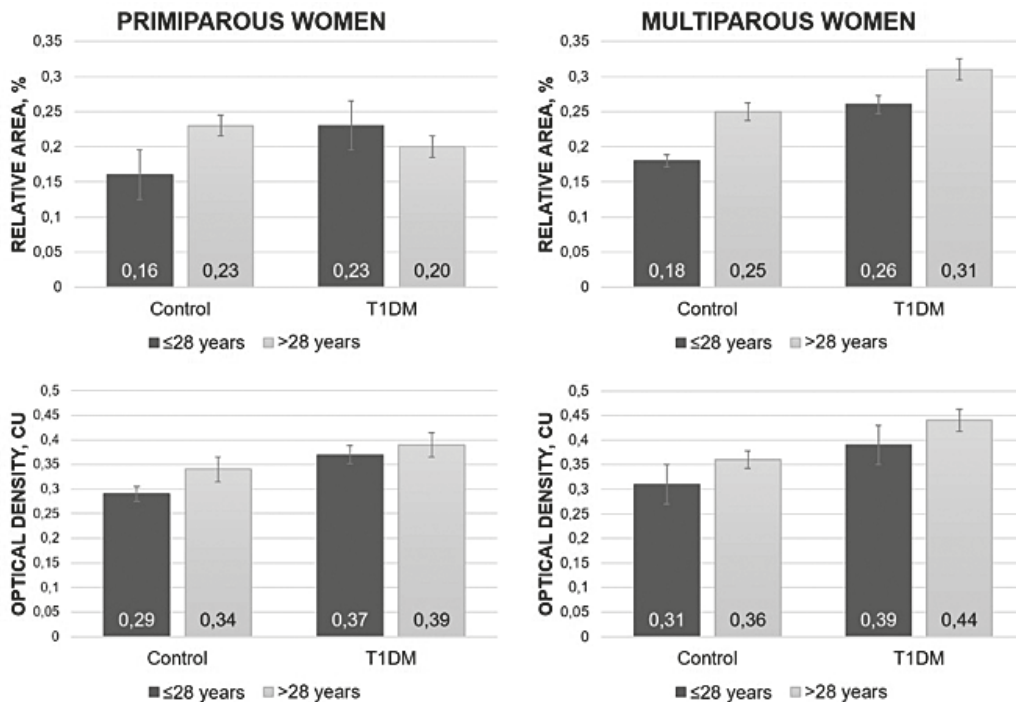 PRIMIPAROUS WOMEN
RELATIVE AREA, %
0,35
0,3
0,25
0,2
0,15
0,1
0,05
0
0,16 0,23 0,23 0,20
Control T1DM
≤28 years >28 years
MULTIPAROUS WOMEN
RELATIVE AREA, %
0,35
0,3
0,25
0,2
0,15
0,1
0,05
0
0,18 0,25 0,26 0,31
Control T1DM
≤28 years >28 years
OPTICAL DENSITY, CU
0,5
0,45
0,4
0,35
0,3
0,25
0,2
0,15
0,1
0,05
0
0,29 0,34 0,37 0,39
Control T1DM
≤28 years >28 years
OPTICAL DENSITY, CU
0,5
0,45
0,4
0,35
0,3
0,25
0,2
0,15
0,1
0,05
0
0,31 0,36 0,39 0,44
Control T1DM
≤28 years >28 years